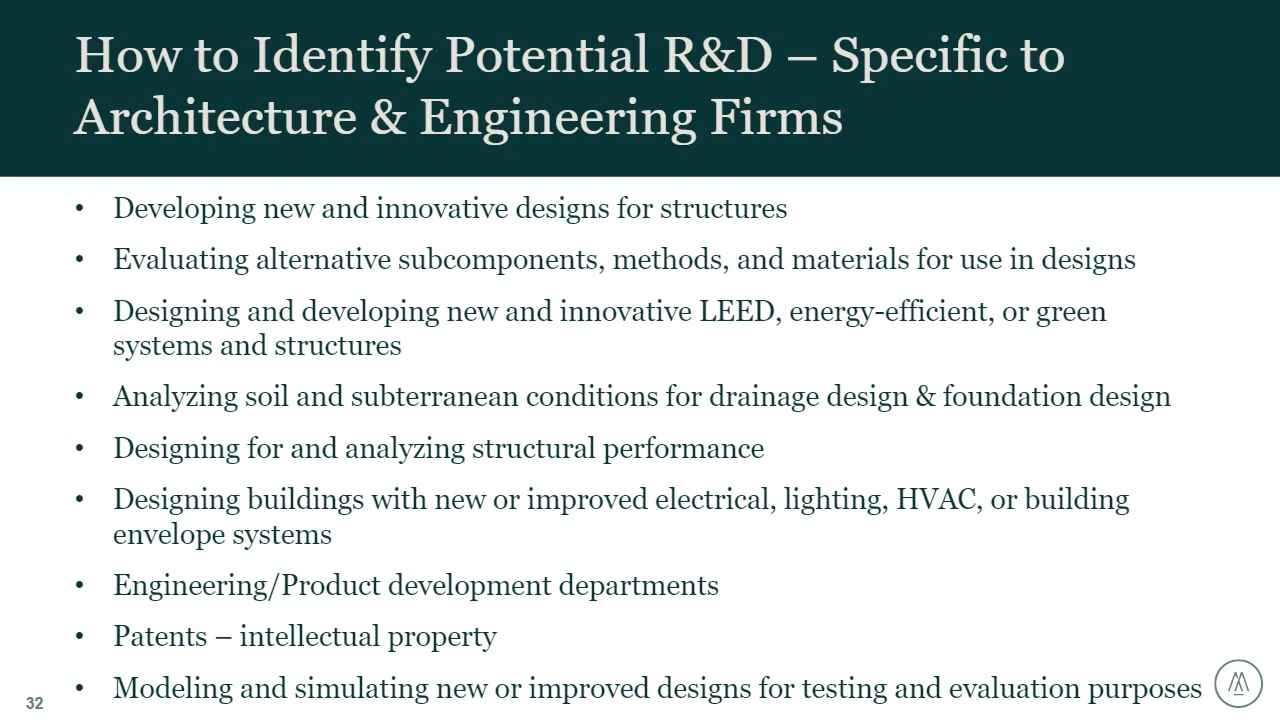 How to Identify Potential R&D – Specific to
Architecture & Engineering Firms
• Developing new and innovative designs for structures
• Evaluating alternative subcomponents, methods, and materials for use in designs
• Designing and developing new and innovative LEED, energy-efficient, or green
systems and structures
• Analyzing soil and subterranean conditions for drainage design & foundation design
• Designing for and analyzing structural performance
• Designing buildings with new or improved electrical, lighting, HVAC, or building
envelope systems
• Engineering/Product development departments
• Patents – intellectual property
• Modeling and simulating new or improved designs for testing and evaluation purposes
32